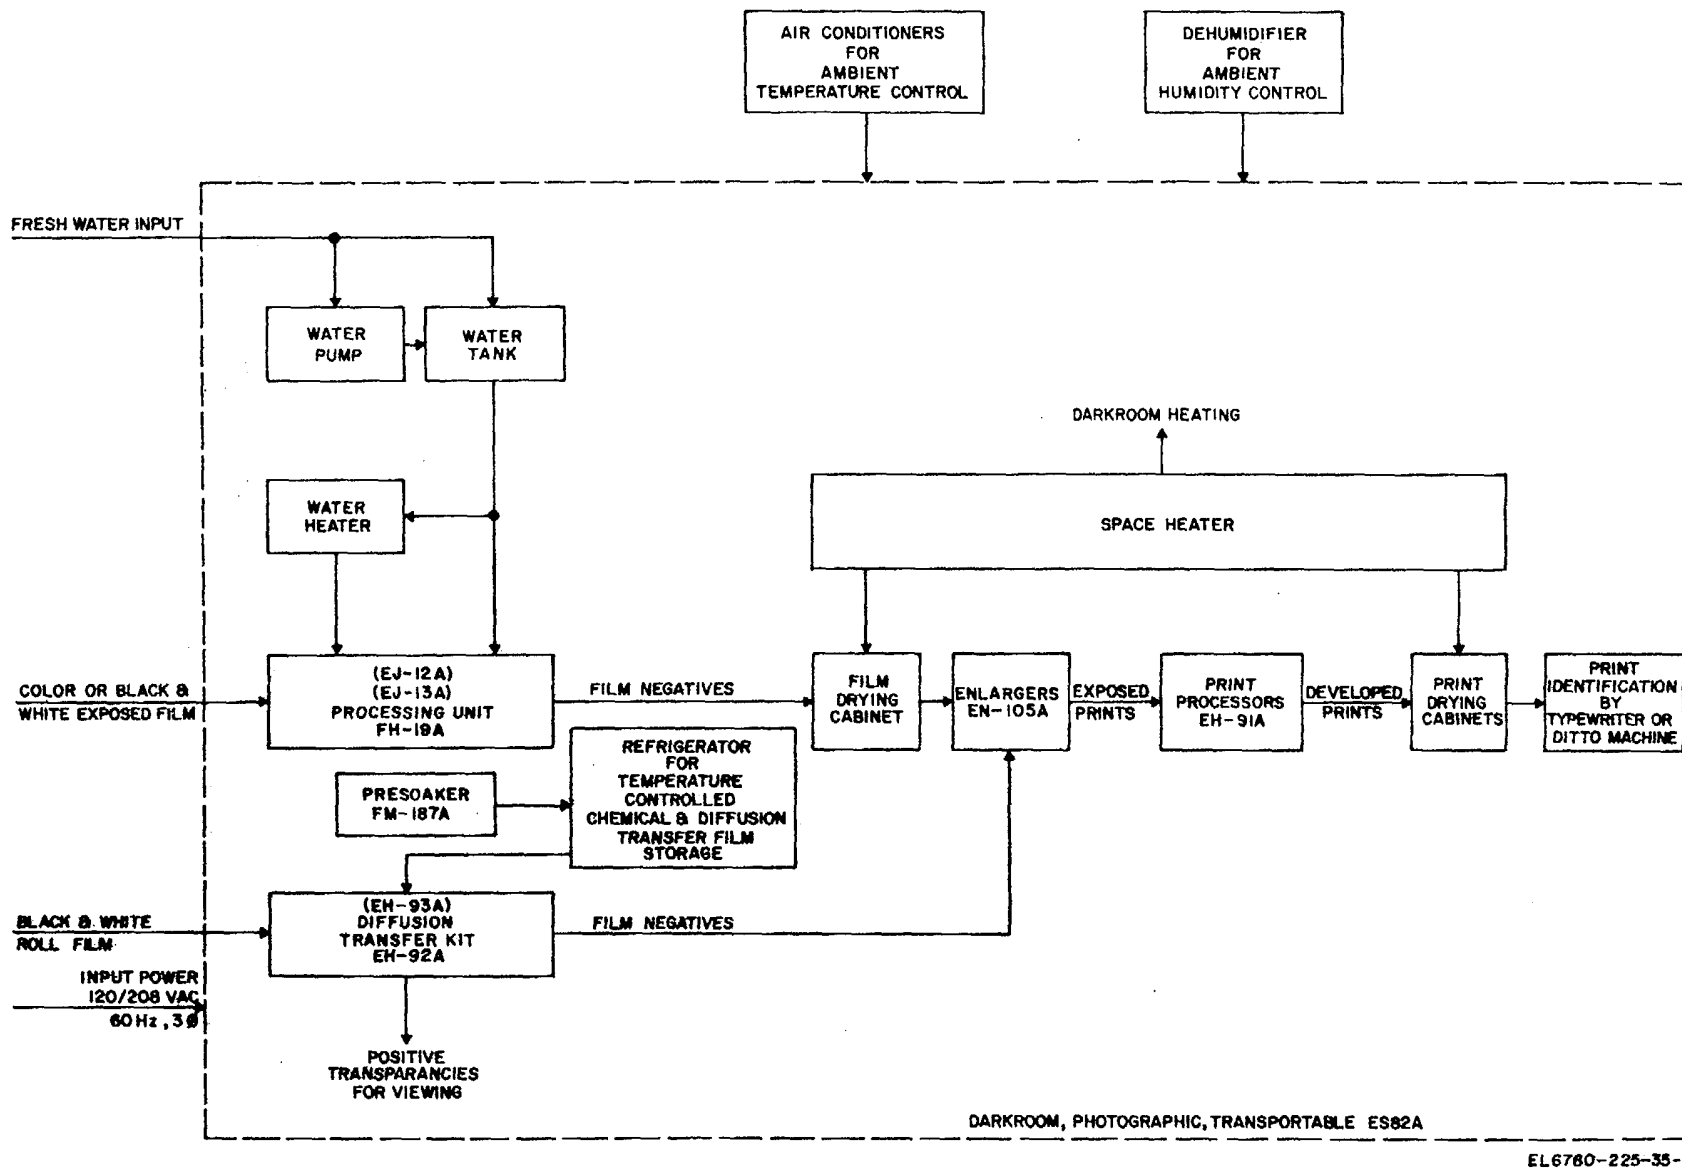 AIR CONDITIONERS
FOR
AMBIENT
TEMPERATURE CONTROL
DEHUMIDIFIER
FOR
AMBIENT
HUMIDITY CONTROL
FRESH WATER INPUT
WATER
PUMP
WATER
TANK
DARKROOM HEATING
WATER
HEATER
SPACE HEATER
COLOR OR BLACK &
WHITE EXPOSED FILM
(EJ-12A)
(EJ-13A)
PROCESSING UNIT
FH-19A
FILM NEGATIVES
FILM
DRYING
CABINET
ENLARGERS
EN-105A
EXPOSED
PRINTS
PRINT
PROCESSORS
EH-91A
DEVELOPED
PRINTS
PRINT
DRYING
CABINETS
PRINT
IDENTIFICATION
BY
TYPEWRITER OR
DITTO MACHINE
PRESOAKER
FM-187A
REFRIGERATOR
FOR
TEMPERATURE
CONTROLLED
CHEMICAL & DIFFUSION
TRANSFER FILM
STORAGE
BLACK & WHITE
ROLL FILM
(EH-93A)
DIFFUSION
TRANSFER KIT
EH-92A
FILM NEGATIVES
INPUT POWER
120/208 VAC
60 Hz, 3Ø
POSITIVE
TRANSPARANCIES
FOR VIEWING
DARKROOM, PHOTOGRAPHIC, TRANSPORTABLE ES82A
EL6760-225-35-